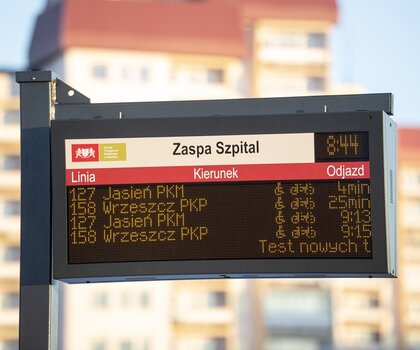 Zaspa Szpital 8:44
Linia Kierunek Odjazd
127 Jasień PKM 4min
158 Wrzeszcz PKP 25min
127 Jasień PKM 9:13
158 Wrzeszcz PKP 9:15
Test nowych t